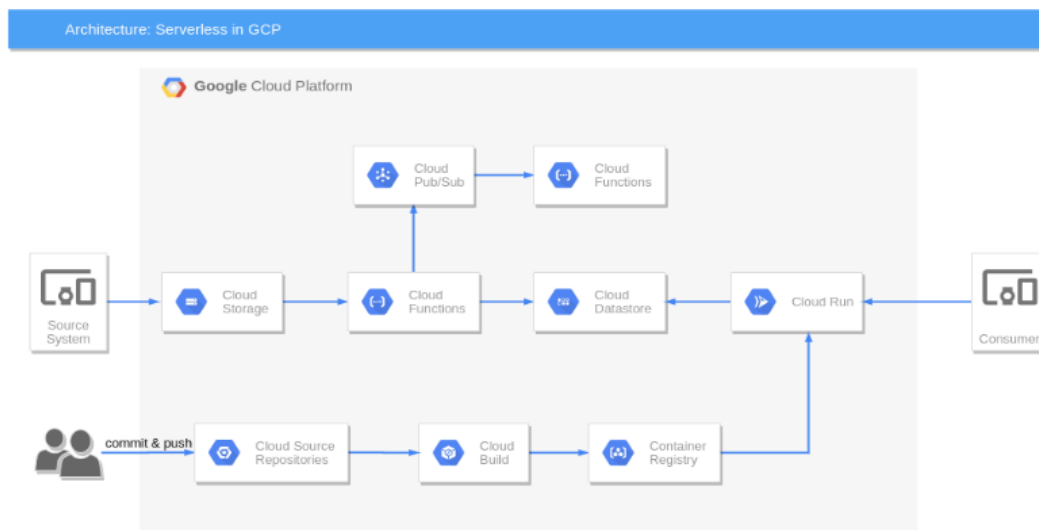 Architecture: Serverless in GCP
Google Cloud Platform
Cloud
Pub/Sub
Cloud
Functions
Source
System
Cloud
Storage
Cloud
Functions
Cloud
Datastore
Cloud Run
Consumer
commit & push
Cloud Source
Repositories
Cloud
Build
Container
Registry